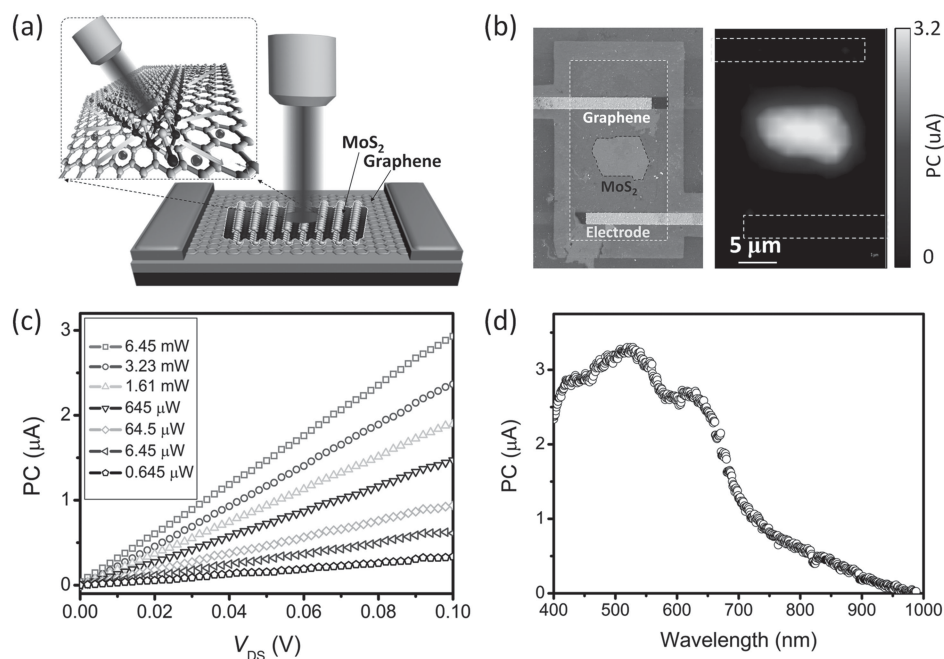 (a)
MoS₂
Graphene
(b)
Graphene
MoS₂
Electrode
5 μm
3.2
PC (uA)
0
(c)
6.45 mW
3.23 mW
1.61 mW
645 μW
64.5 μW
6.45 μW
0.645 μW
3
2
1
0
PC (μA)
0.00 0.02 0.04 0.06 0.08 0.10
V_DS (V)
(d)
3
2
1
0
PC (μA)
400 500 600 700 800 900 1000
Wavelength (nm)